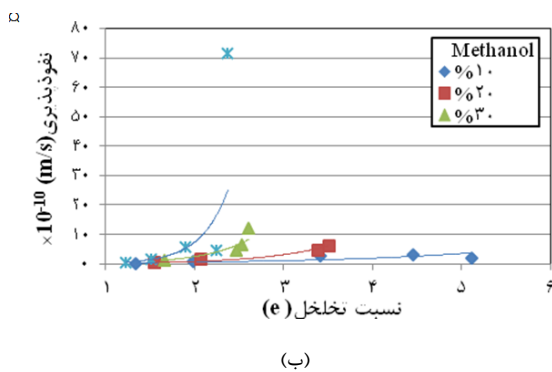 ۸۰
۷۰
۶۰
۵۰
۴۰
۳۰
۲۰
۱۰
۰
نفوذپذیری(m/s) ×10⁻¹⁰
Methanol
%۱۰
%۲۰
%۳۰
۱ ۲ ۳ ۴ ۵ ۶
نسبت تخلخل( e)
(ب)